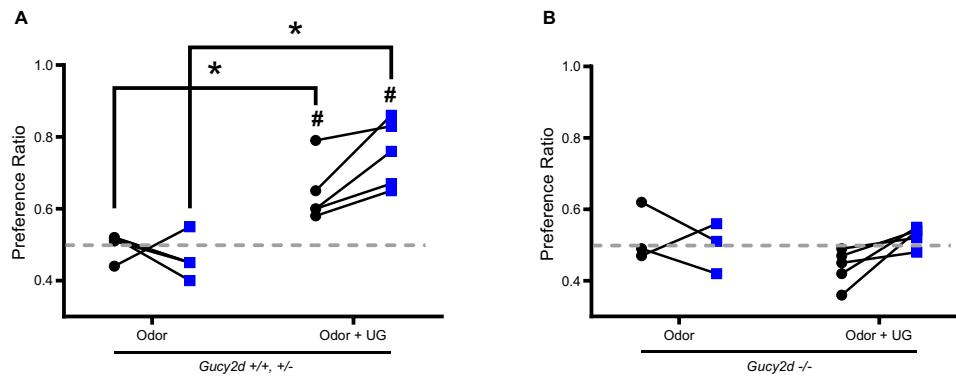 A
B
*
*
#
#
Preference Ratio
1.0
0.8
0.6
0.4
Odor
Odor + UG
Gucy2d +/+, +/-
Preference Ratio
1.0
0.8
0.6
0.4
Odor
Odor + UG
Gucy2d -/-